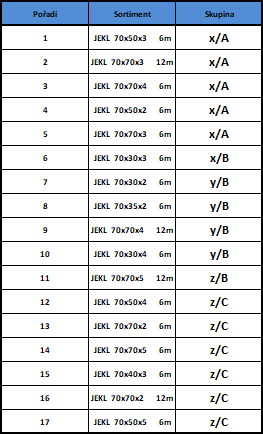 Pořadí Sortiment Skupina
1 JEKL 70x50x3 6m x/A
2 JEKL 70x70x3 12m x/A
3 JEKL 70x70x4 6m x/A
4 JEKL 70x50x2 6m x/A
5 JEKL 70x70x3 6m x/A
6 JEKL 70x30x3 6m x/B
7 JEKL 70x30x2 6m y/B
8 JEKL 70x35x2 6m y/B
9 JEKL 70x70x4 12m y/B
10 JEKL 70x30x4 6m y/B
11 JEKL 70x70x5 12m z/B
12 JEKL 70x50x4 6m z/C
13 JEKL 70x70x2 6m z/C
14 JEKL 70x70x5 6m z/C
15 JEKL 70x40x3 6m z/C
16 JEKL 70x70x2 12m z/C
17 JEKL 70x50x5 6m z/C